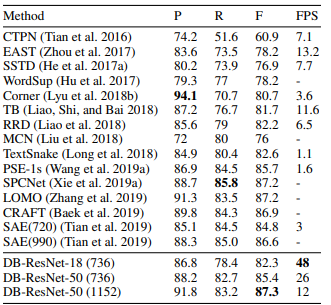 Method P R F FPS
CTPN (Tian et al. 2016) 74.2 51.6 60.9 7.1
EAST (Zhou et al. 2017) 83.6 73.5 78.2 13.2
SSTD (He et al. 2017a) 80.2 73.9 76.9 7.7
WordSup (Hu et al. 2017) 79.3 77 78.2 -
Corner (Lyu et al. 2018b) 94.1 70.7 80.7 3.6
TB (Liao, Shi, and Bai 2018) 87.2 76.7 81.7 11.6
RRD (Liao et al. 2018) 85.6 79 82.2 6.5
MCN (Liu et al. 2018) 72 80 76 -
TextSnake (Long et al. 2018) 84.9 80.4 82.6 1.1
PSE-1s (Wang et al. 2019a) 86.9 84.5 85.7 1.6
SPCNet (Xie et al. 2019a) 88.7 85.8 87.2 -
LOMO (Zhang et al. 2019) 91.3 83.5 87.2 -
CRAFT (Baek et al. 2019) 89.8 84.3 86.9 -
SAE(720) (Tian et al. 2019) 85.1 84.5 84.8 3
SAE(990) (Tian et al. 2019) 88.3 85.0 86.6 -
DB-ResNet-18 (736) 86.8 78.4 82.3 48
DB-ResNet-50 (736) 88.2 82.7 85.4 26
DB-ResNet-50 (1152) 91.8 83.2 87.3 12